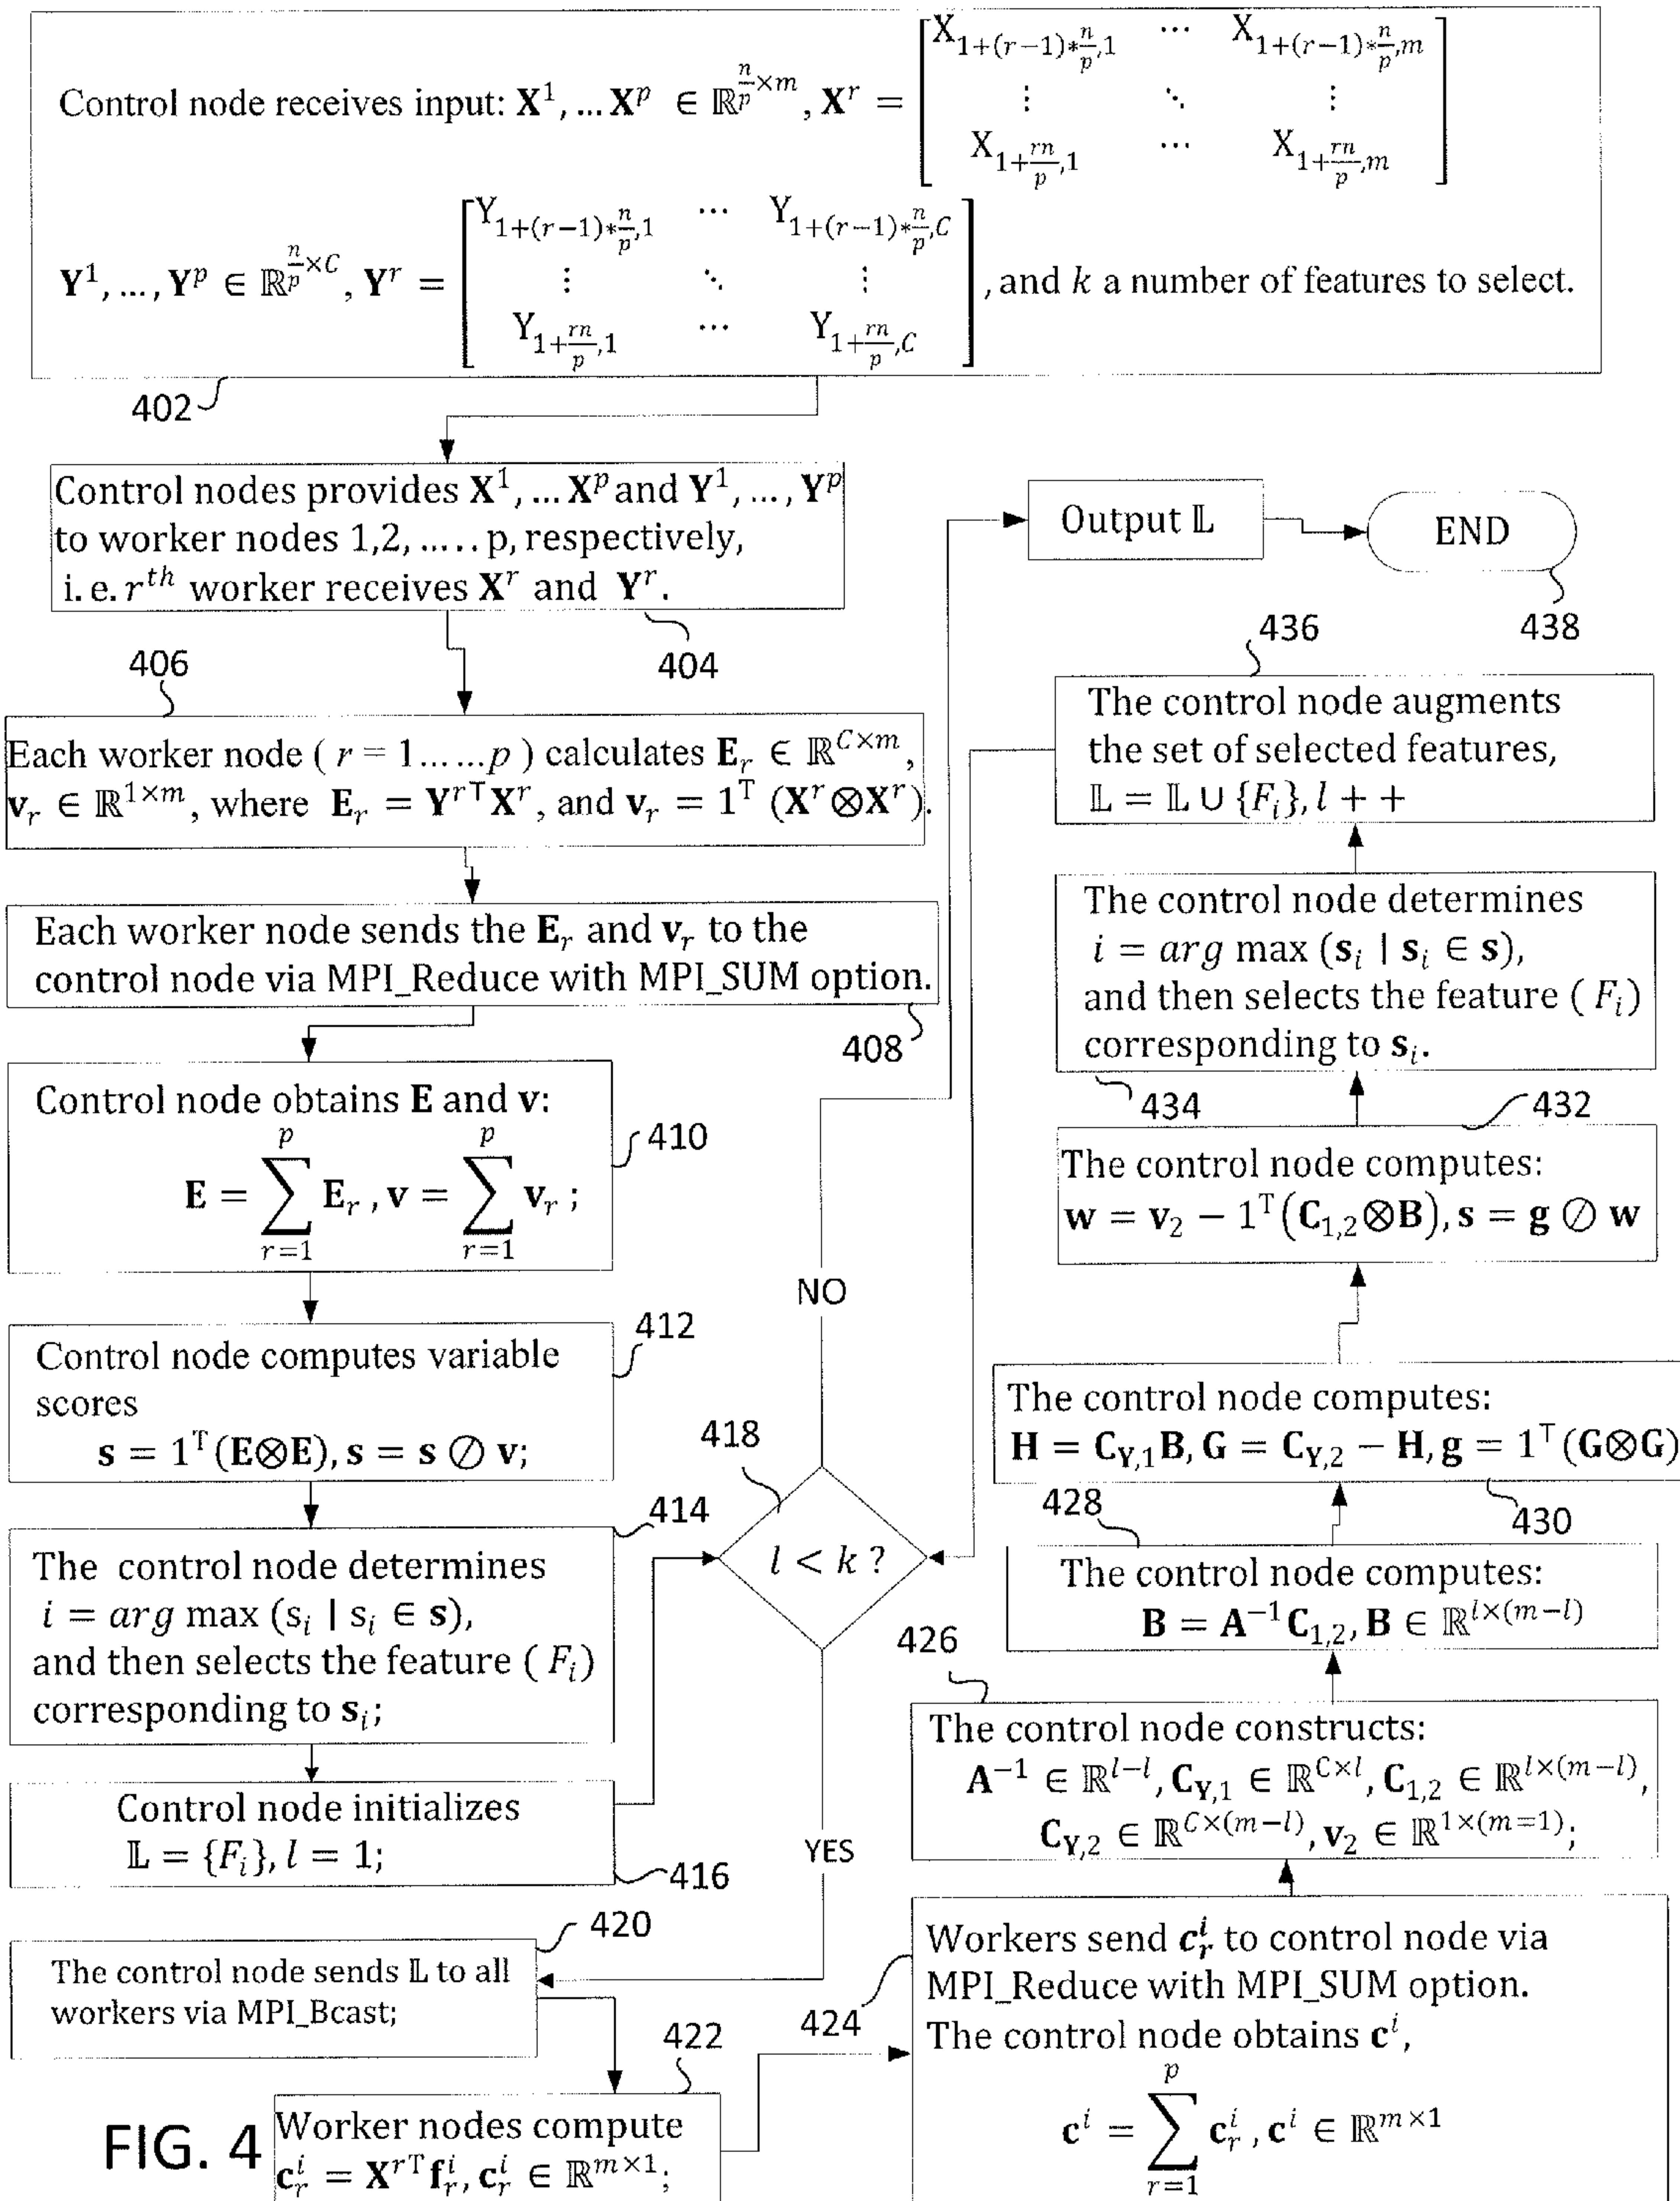 Control node receives input: 𝐗¹, … 𝐗ᵖ ∈ ℝ^{n/p × m}, 𝐗ʳ = [X_{1+(r−1)*n/p,1} ⋯ X_{1+(r−1)*n/p,m}
⋮ ⋱ ⋮
X_{1+rn/p,1} ⋯ X_{1+rn/p,m}]
𝐘¹, …, 𝐘ᵖ ∈ ℝ^{n/p × C}, 𝐘ʳ = [Y_{1+(r−1)*n/p,1} ⋯ Y_{1+(r−1)*n/p,C}
⋮ ⋱ ⋮
Y_{1+rn/p,1} ⋯ Y_{1+rn/p,C}], and k a number of features to select.
402
Control nodes provides 𝐗¹, … 𝐗ᵖ and 𝐘¹, …, 𝐘ᵖ
to worker nodes 1,2, ….. p, respectively,
i. e. r^{th} worker receives 𝐗ʳ and 𝐘ʳ.
404
406
Each worker node ( r = 1 … … p ) calculates 𝐄_r ∈ ℝ^{C×m},
𝐯_r ∈ ℝ^{1×m}, where 𝐄_r = 𝐘^{r⊤}𝐗^r, and 𝐯_r = 1^T (𝐗^r⊗𝐗^r).
Each worker node sends the 𝐄_r and 𝐯_r to the
control node via MPI_Reduce with MPI_SUM option.
408
Control node obtains 𝐄 and 𝐯:
𝐄 = ∑_{r=1}^{p} 𝐄_r , 𝐯 = ∑_{r=1}^{p} 𝐯_r ;
410
Control node computes variable
scores
𝐬 = 1^T(𝐄⊗𝐄), 𝐬 = 𝐬 ⊘ 𝐯;
412
The control node determines
i = arg max (s_i | s_i ∈ 𝐬),
and then selects the feature ( F_i)
corresponding to 𝐬_i;
414
Control node initializes
𝕃 = {F_i}, l = 1;
416
418
l < k ?
NO
YES
Output 𝕃
END
438
420
The control node sends 𝕃 to all
workers via MPI_Bcast;
422
Worker nodes compute
𝐜_r^i = 𝐗^{rT} 𝐟_r^i, 𝐜_r^i ∈ ℝ^{m×1};
424
Workers send 𝒄_r^i to control node via
MPI_Reduce with MPI_SUM option.
The control node obtains 𝐜^i,
𝐜^i = ∑_{r=1}^{p} 𝐜_r^i , 𝐜^i ∈ ℝ^{m×1}
426
The control node constructs:
𝐀^{−1} ∈ ℝ^{l−l}, 𝐂_{𝐘,1} ∈ ℝ^{C×l}, 𝐂_{1,2} ∈ ℝ^{l×(m−l)},
𝐂_{𝐘,2} ∈ ℝ^{C×(m−l)}, 𝐯_2 ∈ ℝ^{1×(m=1)};
428
The control node computes:
𝐁 = 𝐀^{−1}𝐂_{1,2}, 𝐁 ∈ ℝ^{l×(m−l)}
430
The control node computes:
𝐇 = 𝐂_{𝐘,1}𝐁, 𝐆 = 𝐂_{𝐘,2} − 𝐇, 𝐠 = 1^⊤(𝐆⊗𝐆)
432
The control node computes:
𝐰 = 𝐯_2 − 1^T(𝐂_{1,2}⊗𝐁), 𝐬 = 𝐠 ⊘ 𝐰
434
The control node determines
i = arg max (𝐬_i | 𝐬_i ∈ 𝐬),
and then selects the feature ( F_i)
corresponding to 𝐬_i.
436
The control node augments
the set of selected features,
𝕃 = 𝕃 ∪ {F_i}, l + +
FIG. 4